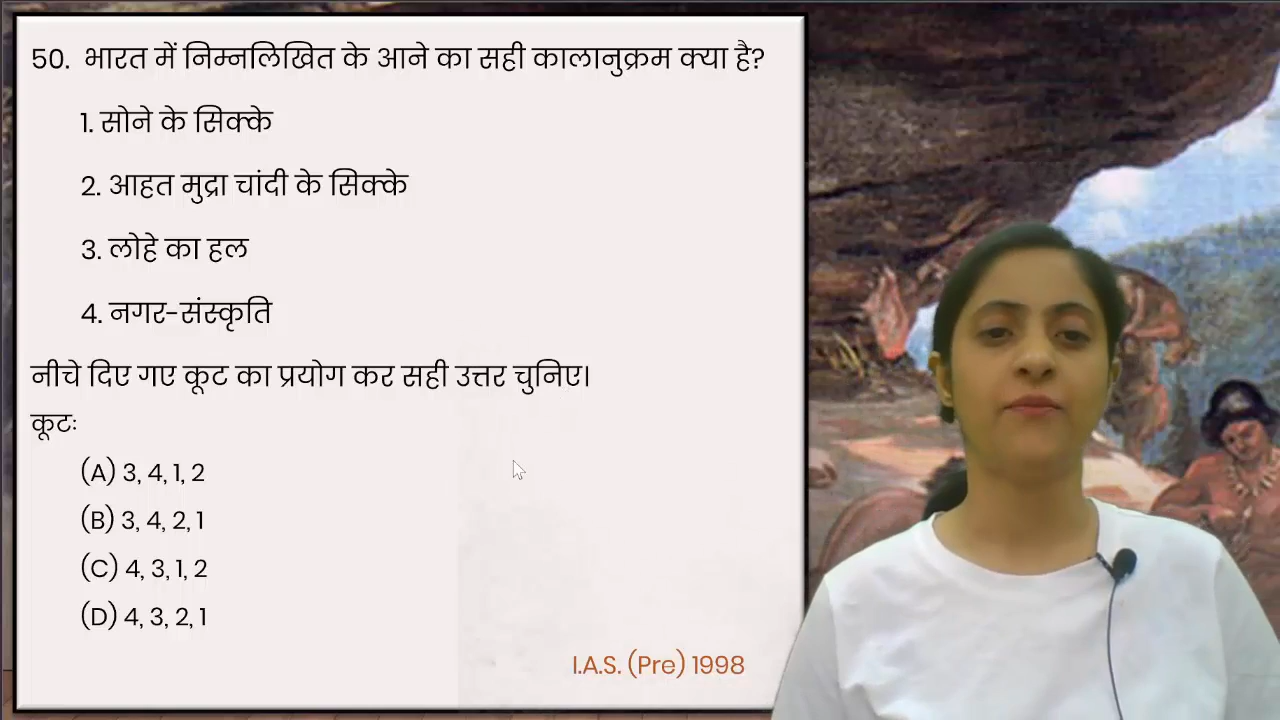 50. भारत में निम्नलिखित के आने का सही कालानुक्रम क्या है?
1. सोने के सिक्के
2. आहत मुद्रा चांदी के सिक्के
3. लोहे का हल
4. नगर-संस्कृति
नीचे दिए गए कूट का प्रयोग कर सही उत्तर चुनिए।
कूटः
(A) 3, 4, 1, 2
(B) 3, 4, 2, 1
(C) 4, 3, 1, 2
(D) 4, 3, 2, 1
I.A.S. (Pre) 1998